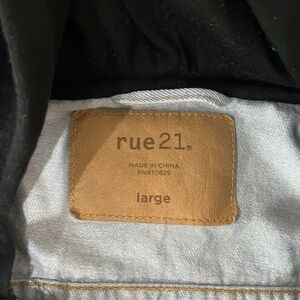 rue21®
MADE IN CHINA
RN#70829
large